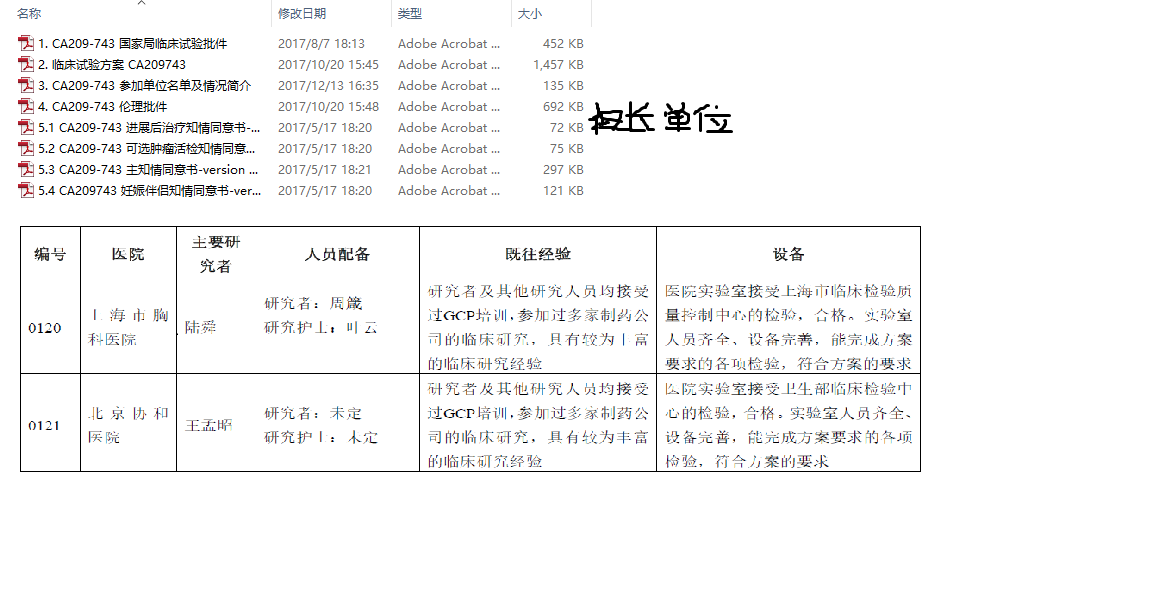 名称 修改日期 类型 大小
1. CA209-743 国家局临床试验批件 2017/8/7 18:13 Adobe Acrobat ... 452 KB
2. 临床试验方案 CA209743 2017/10/20 15:45 Adobe Acrobat ... 1,457 KB
3. CA209-743 参加单位名单及情况简介 2017/12/13 16:35 Adobe Acrobat ... 135 KB
4. CA209-743 伦理批件 2017/10/20 15:48 Adobe Acrobat ... 692 KB
组长单位
5.1 CA209-743 进展后治疗知情同意书-... 2017/5/17 18:20 Adobe Acrobat ... 72 KB
5.2 CA209-743 可选肿瘤活检知情同意... 2017/5/17 18:20 Adobe Acrobat ... 75 KB
5.3 CA209-743 主知情同意书-version ... 2017/5/17 18:21 Adobe Acrobat ... 297 KB
5.4 CA209743 妊娠伴侣知情同意书-ver... 2017/5/17 18:20 Adobe Acrobat ... 121 KB
编号 医院 主要研
究者 人员配备 既往经验 设备
0120
上海市胸
科医院
陆舜
研究者：周箴
研究护士：叶云
研究者及其他研究人员均接受
过GCP培训，参加过多家制药公
司的临床研究，具有较为丰富
的临床研究经验
医院实验室接受上海市临床检验质
量控制中心的检验，合格。实验室
人员齐全、设备完善，能完成方案
要求的各项检验，符合方案的要求
0121
北京协和
医院
王孟昭
研究者：未定
研究护士：未定
研究者及其他研究人员均接受
过GCP培训，参加过多家制药公
司的临床研究，具有较为丰富
的临床研究经验
医院实验室接受卫生部临床检验中
心的检验，合格。实验室人员齐全、
设备完善，能完成方案要求的各项
检验，符合方案的要求